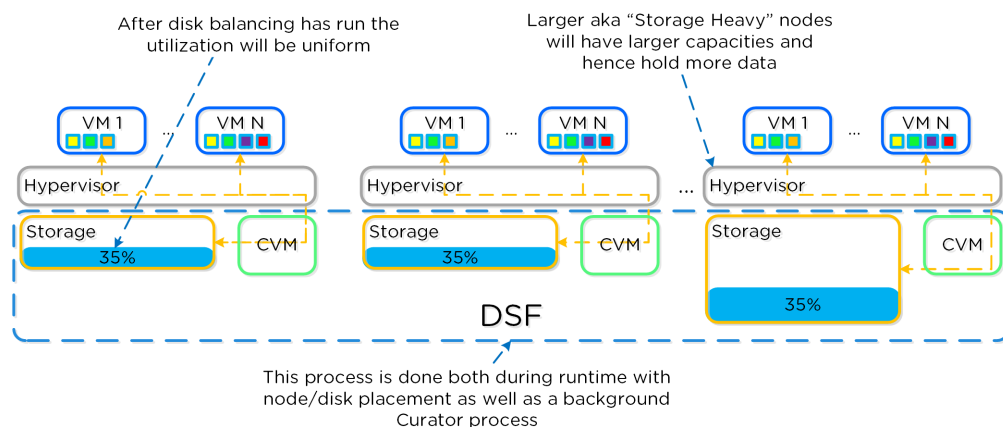 After disk balancing has run the
utilization will be uniform
Larger aka “Storage Heavy” nodes
will have larger capacities and
hence hold more data
VM 1
...
VM N
VM 1
...
VM N
VM 1
...
VM N
Hypervisor
Hypervisor
...
Hypervisor
Storage
35%
CVM
Storage
35%
CVM
Storage
35%
CVM
DSF
This process is done both during runtime with
node/disk placement as well as a background
Curator process